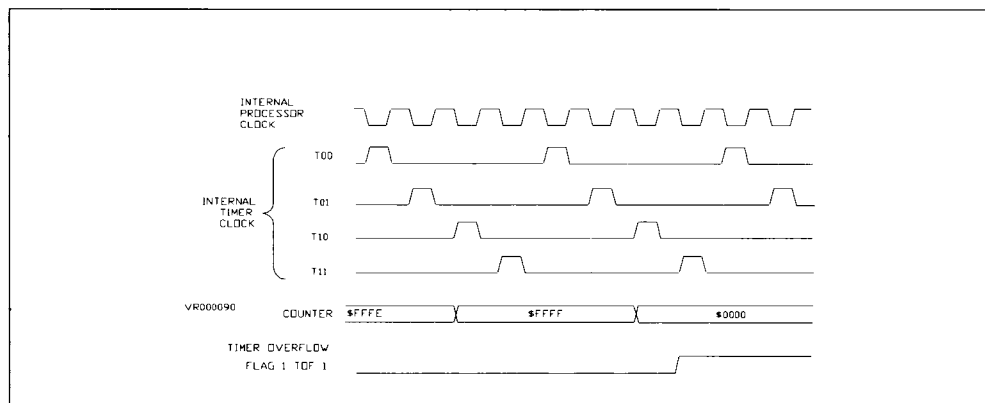 INTERNAL
PROCESSOR
CLOCK
T00
INTERNAL
TIMER
CLOCK
T01
T10
T11
VR000090
COUNTER
$FFFE
$FFFF
$0000
TIMER OVERFLOW
FLAG 1 TOF 1